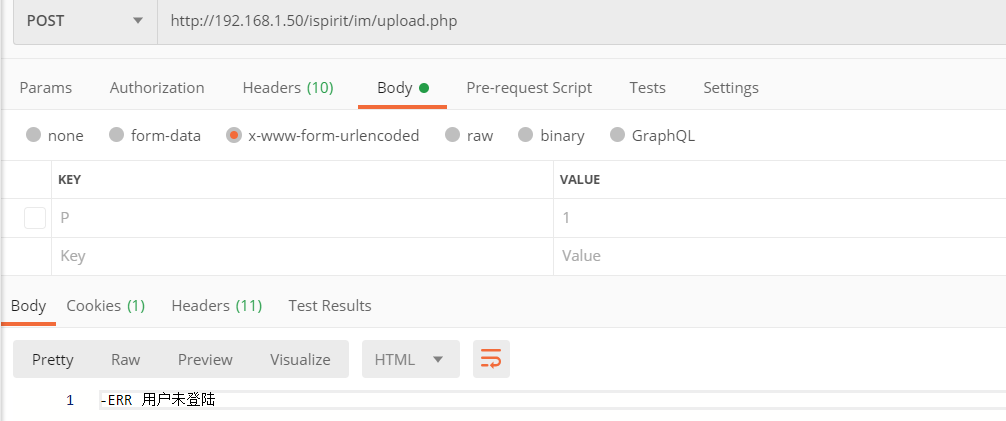 POST http://192.168.1.50/ispirit/im/upload.php
Params Authorization Headers (10) Body Pre-request Script Tests Settings
none form-data x-www-form-urlencoded raw binary GraphQL
KEY VALUE
P 1
Key Value
Body Cookies (1) Headers (11) Test Results
Pretty Raw Preview Visualize HTML
1 -ERR 用户未登陆